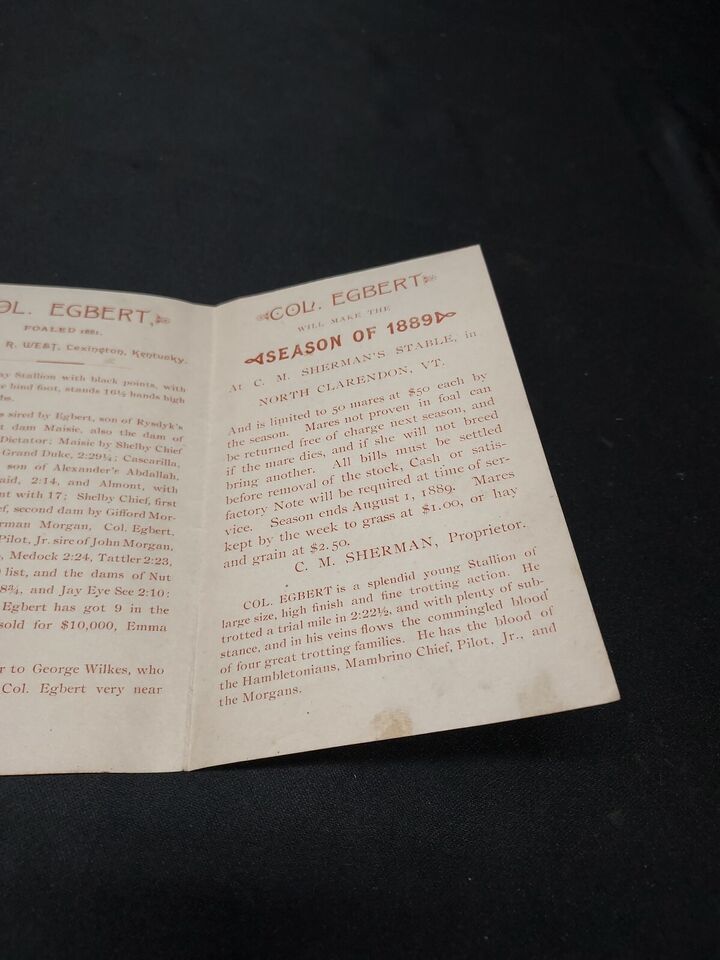 OL. EGBERT,
FOALED 1881.
R. WEST, Lexington, Kentucky.
y Stallion with black points, with
e hind foot, stands 16½ hands high
bs.
s sired by Egbert, son of Rysdyk's
t dam Maisie, also the dam of
Dictator; Maisie by Shelby Chief
Grand Duke, 2:29¼; Cascarilla,
son of Alexander's Abdallah,
aid, 2:14, and Almont, with
nt with 17; Shelby Chief, first
ef, second dam by Gifford Mor-
rman Morgan, Col. Egbert,
Pilot, Jr. sire of John Morgan,
, Medock 2:24, Tattler 2:23,
list, and the dams of Nut
8¾, and Jay Eye See 2:10:
Egbert has got 9 in the
sold for $10,000, Emma
r to George Wilkes, who
Col. Egbert very near
COL. EGBERT
WILL MAKE THE
SEASON OF 1889
At C. M. SHERMAN'S STABLE, in
NORTH CLARENDON, VT.
And is limited to 50 mares at $50 each by
the season. Mares not proven in foal can
be returned free of charge next season, and
if the mare dies, and if she will not breed
bring another. All bills must be settled
before removal of the stock, Cash or satis-
factory Note will be required at time of ser-
vice. Season ends August 1, 1889. Mares
kept by the week to grass at $1.00, or hay
and grain at $2.50.
C. M. SHERMAN, Proprietor.
COL. EGBERT is a splendid young Stallion of
large size, high finish and fine trotting action. He
trotted a trial mile in 2:22½, and with plenty of sub-
stance, and in his veins flows the commingled blood
of four great trotting families. He has the blood of
the Hambletonians, Mambrino Chief, Pilot, Jr., and
the Morgans.